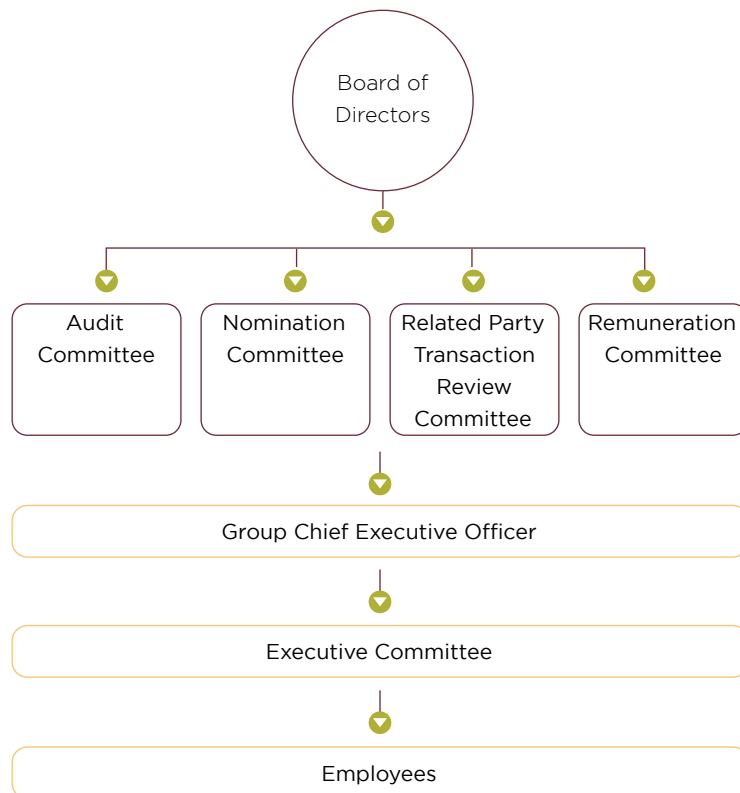 Board of
Directors
Audit
Committee
Nomination
Committee
Related Party
Transaction
Review
Committee
Remuneration
Committee
Group Chief Executive Officer
Executive Committee
Employees